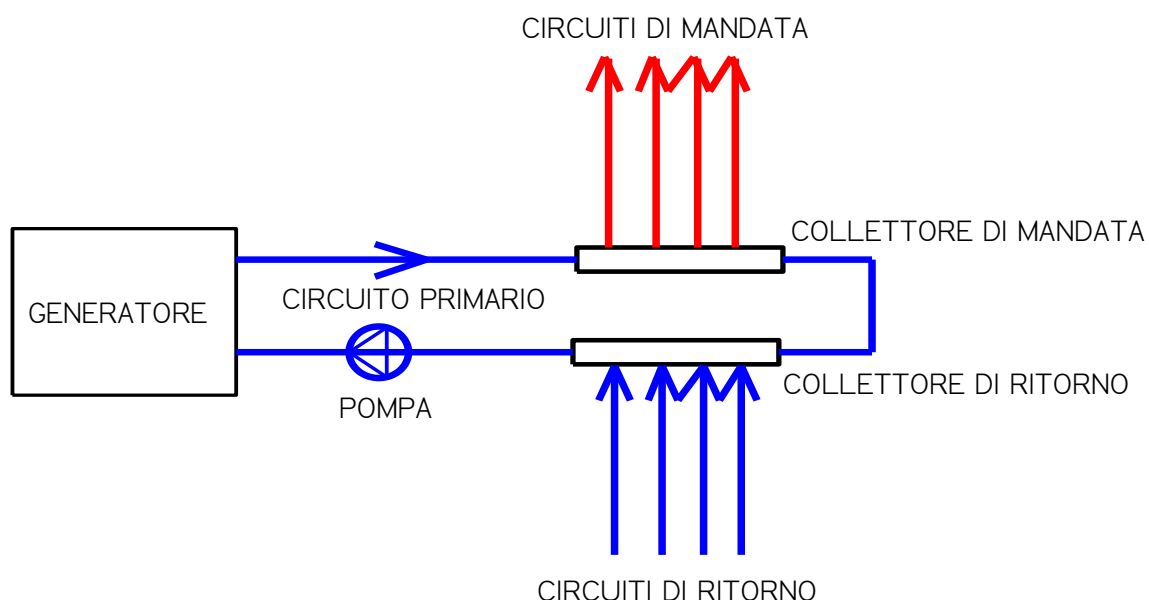 CIRCUITI DI MANDATA
COLLETTORE DI MANDATA
CIRCUITO PRIMARIO
GENERATORE
COLLETTORE DI RITORNO
POMPA
CIRCUITI DI RITORNO